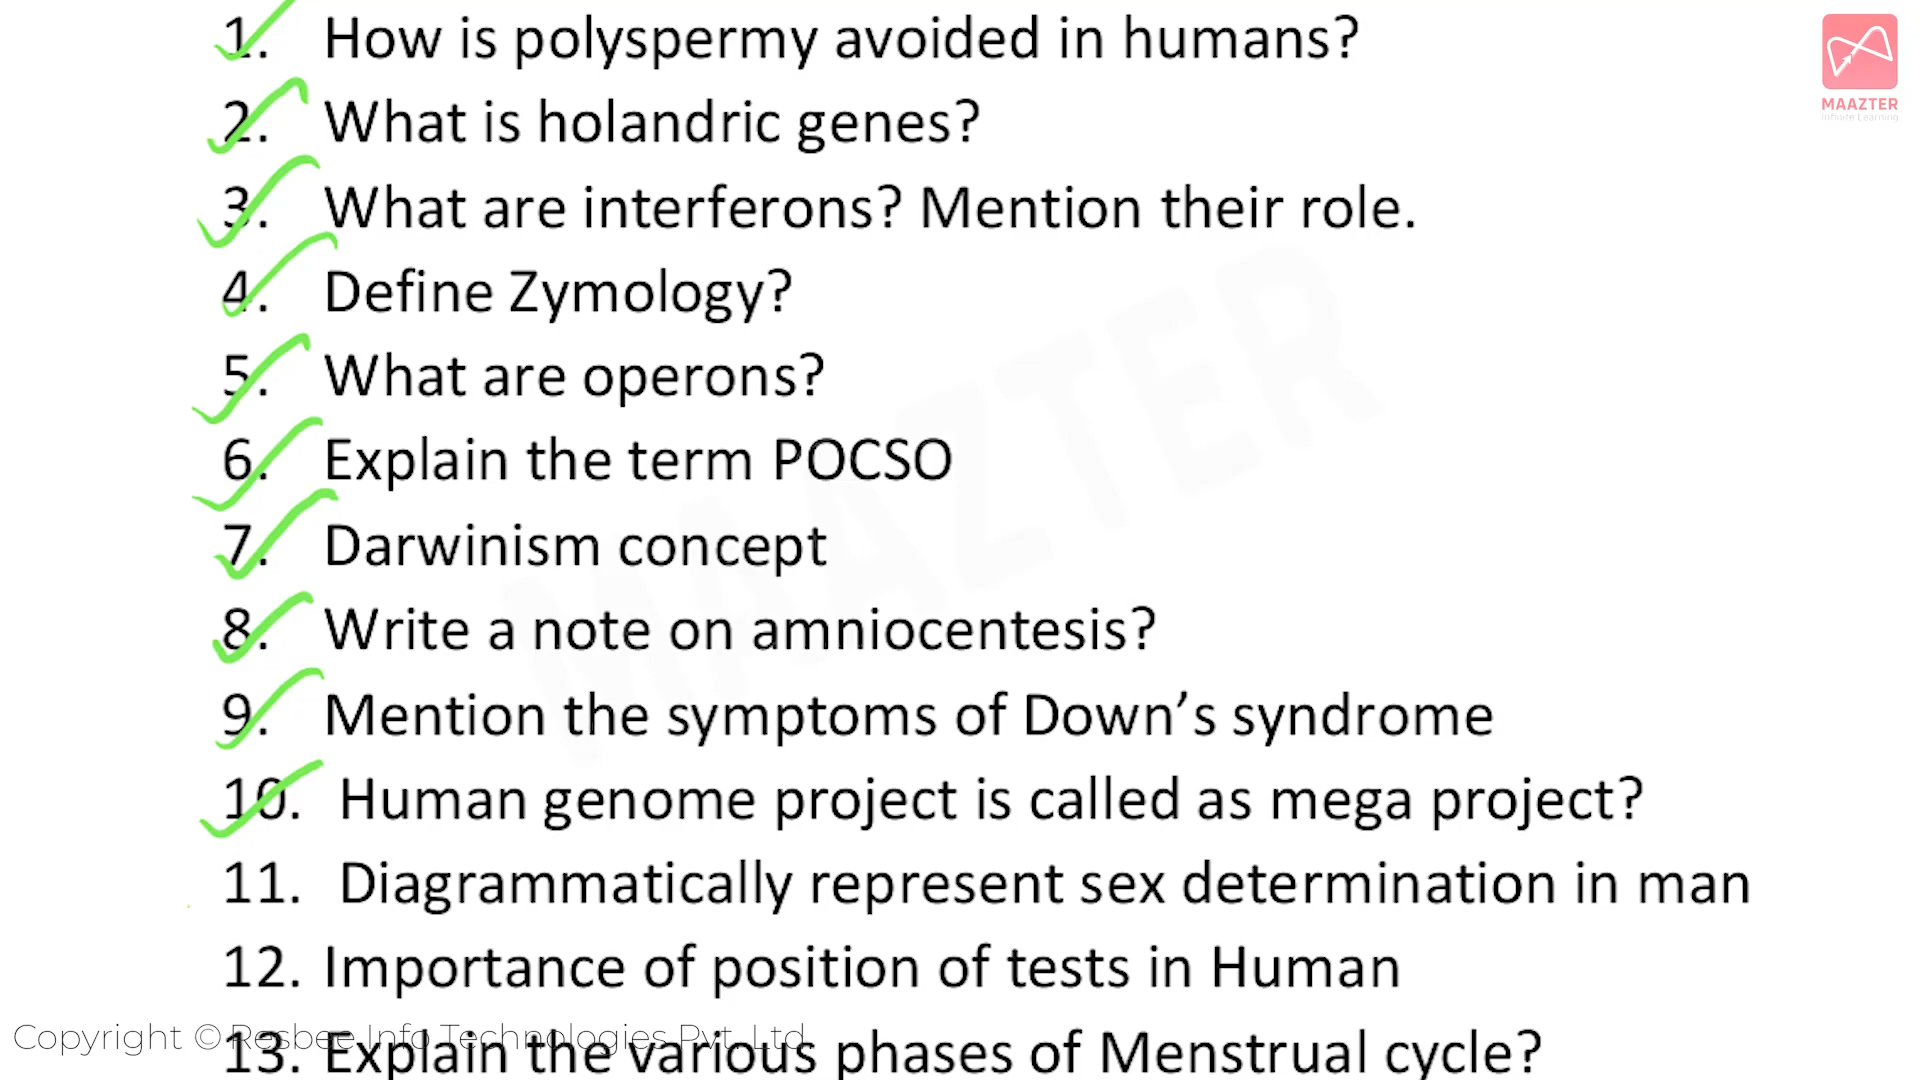 1. How is polyspermy avoided in humans?
2. What is holandric genes?
3. What are interferons? Mention their role.
4. Define Zymology?
5. What are operons?
6. Explain the term POCSO
7. Darwinism concept
8. Write a note on amniocentesis?
9. Mention the symptoms of Down’s syndrome
10. Human genome project is called as mega project?
11. Diagrammatically represent sex determination in man
12. Importance of position of tests in Human
13. Explain the various phases of Menstrual cycle?
Copyright © Resbee Info Technologies Pvt. Ltd.
MAAZTER
Infinite Learning
MAAZTER